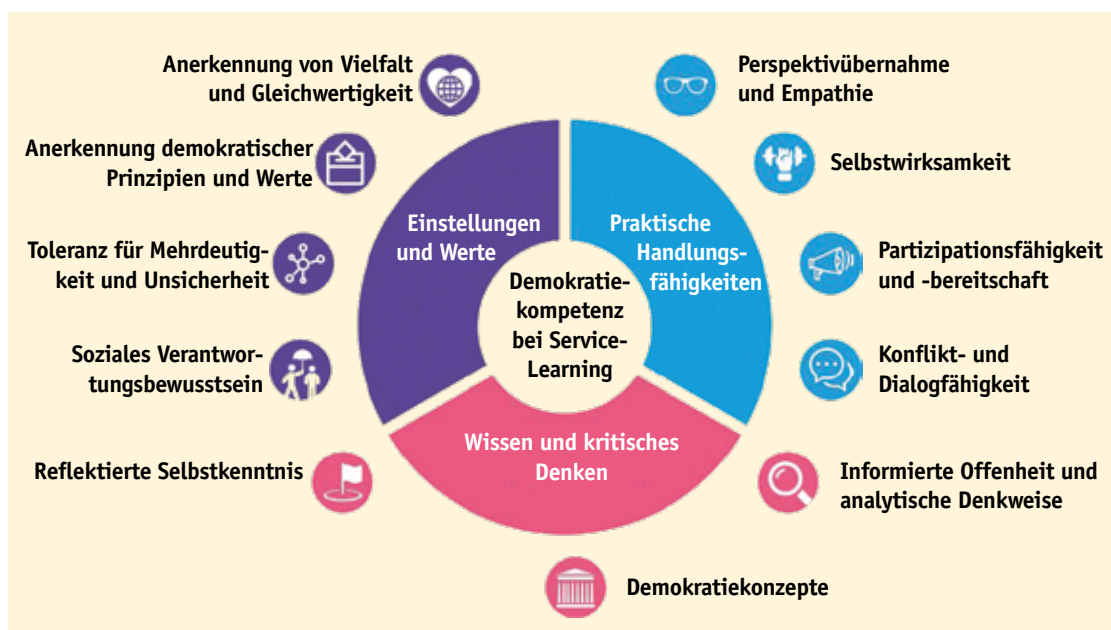 Anerkennung von Vielfalt
und Gleichwertigkeit
Perspektivübernahme
und Empathie
Anerkennung demokratischer
Prinzipien und Werte
Selbstwirksamkeit
Toleranz für Mehrdeutig-
keit und Unsicherheit
Partizipationsfähigkeit
und -bereitschaft
Soziales Verantwor-
tungsbewusstsein
Konflikt- und
Dialogfähigkeit
Reflektierte Selbstkenntnis
Informierte Offenheit und
analytische Denkweise
Demokratiekonzepte
Einstellungen
und Werte
Praktische
Handlungs-
fähigkeiten
Demokratie-
kompetenz
bei Service-
Learning
Wissen und kritisches
Denken